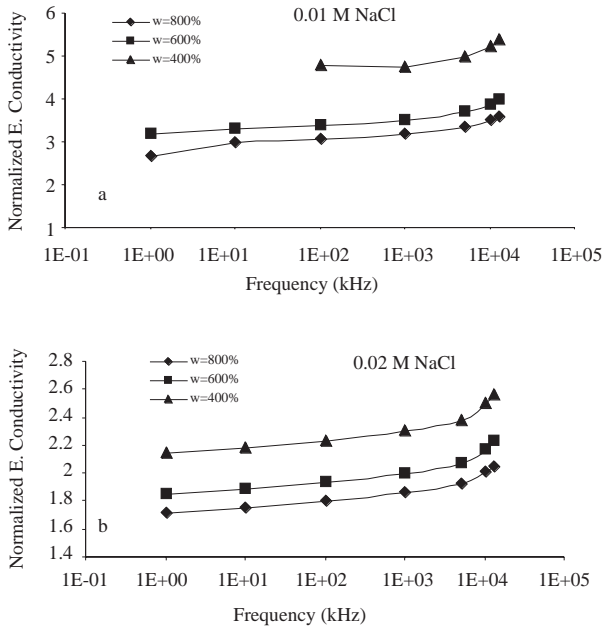 0.01 M NaCl
w=800%
w=600%
w=400%
Normalized E. Conductivity
6
5
4
3
2
1
a
1E-01 1E+00 1E+01 1E+02 1E+03 1E+04 1E+05
Frequency (kHz)
0.02 M NaCl
w=800%
w=600%
w=400%
Normalized E. Conductivity
2.8
2.6
2.4
2.2
2
1.8
1.6
1.4
b
1E-01 1E+00 1E+01 1E+02 1E+03 1E+04 1E+05
Frequency (kHz)